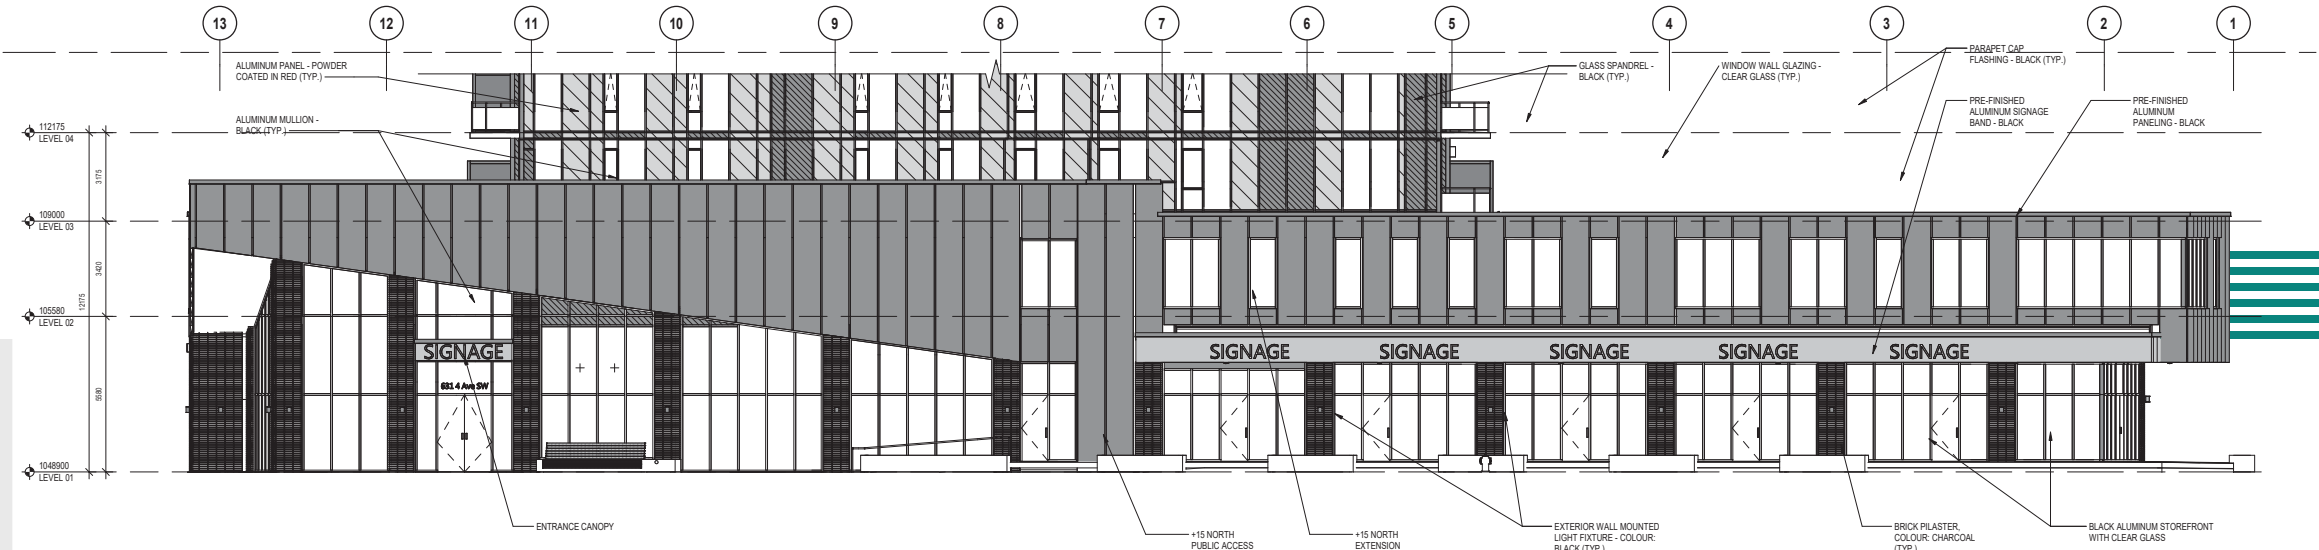 13 12 11 10 9 8 7 6 5 4 3 2 1
ALUMINUM PANEL - POWDER
COATED IN RED (TYP.)
ALUMINUM MULLION -
BLACK (TYP.)
GLASS SPANDREL -
BLACK (TYP.)
WINDOW WALL GLAZING -
CLEAR GLASS (TYP.)
PARAPET CAP
FLASHING - BLACK (TYP.)
PRE-FINISHED
ALUMINUM SIGNAGE
BAND - BLACK
PRE-FINISHED
ALUMINUM
PANELING - BLACK
112175
LEVEL 04
3175
109000
LEVEL 03
3420
12175
105580
LEVEL 02
5580
1048900
LEVEL 01
SIGNAGE
631 4 Ave SW
SIGNAGE SIGNAGE SIGNAGE SIGNAGE SIGNAGE
ENTRANCE CANOPY
+15 NORTH
PUBLIC ACCESS
+15 NORTH
EXTENSION
EXTERIOR WALL MOUNTED
LIGHT FIXTURE - COLOUR:
BLACK (TYP.)
BRICK PILASTER,
COLOUR: CHARCOAL
(TYP.)
BLACK ALUMINUM STOREFRONT
WITH CLEAR GLASS